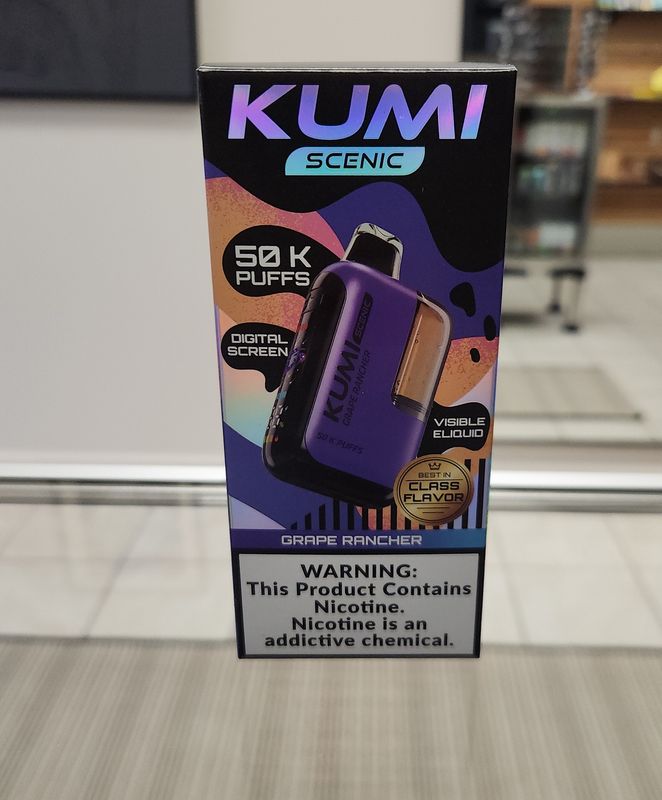 KUMI
SCENIC
50 K
PUFFS
DIGITAL
SCREEN
KUMI SCENIC
GRAPE RANCHER
50 K PUFFS
VISIBLE
ELIQUID
BEST IN
CLASS
FLAVOR
GRAPE RANCHER
WARNING:
This Product Contains
Nicotine.
Nicotine is an
addictive chemical.